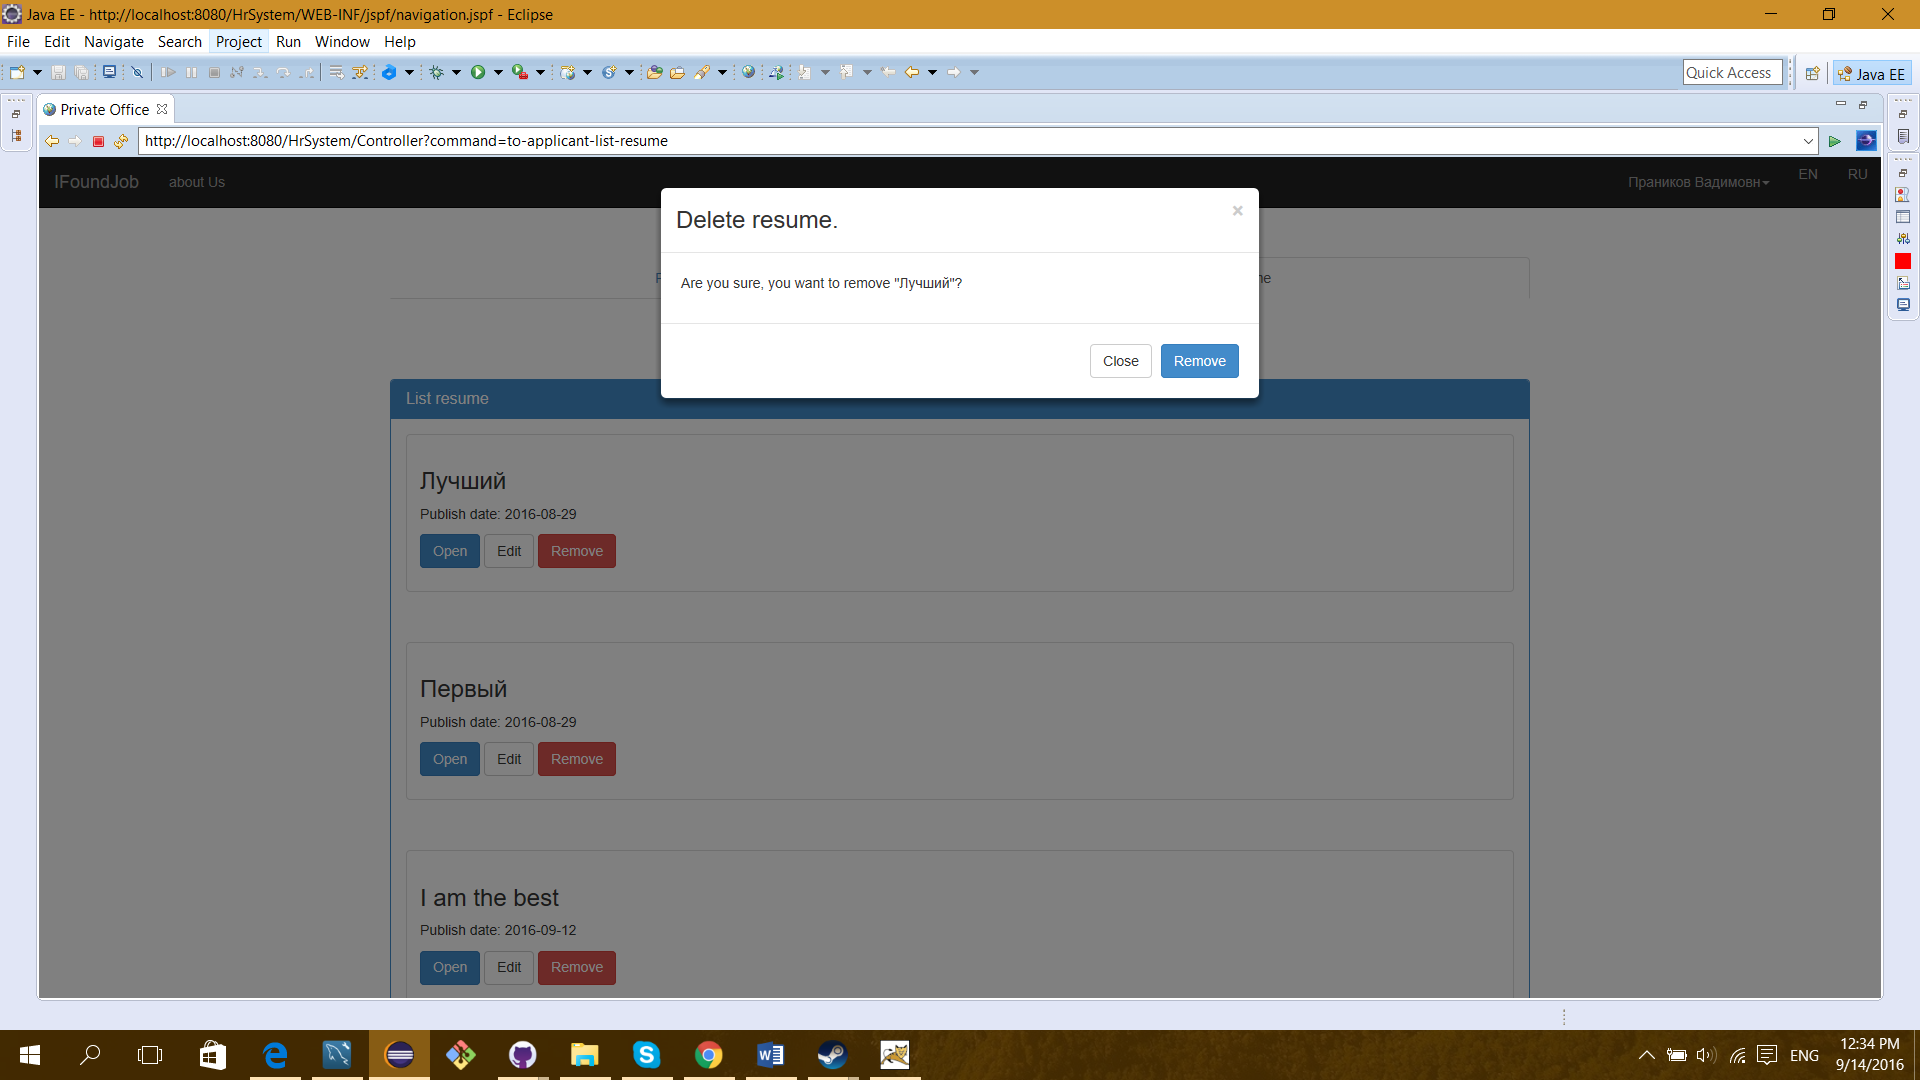 Java EE - http://localhost:8080/HrSystem/WEB-INF/jspf/navigation.jspf - Eclipse
File Edit Navigate Search Project Run Window Help
Quick Access
Java EE
Private Office
http://localhost:8080/HrSystem/Controller?command=to-applicant-list-resume
IFoundJob about Us Праников Вадимовн EN RU
Delete resume. ×
Are you sure, you want to remove "Лучший"?
Close Remove
List resume
Лучший
Publish date: 2016-08-29
Open Edit Remove
Первый
Publish date: 2016-08-29
Open Edit Remove
I am the best
Publish date: 2016-09-12
Open Edit Remove
ENG
12:34 PM
9/14/2016